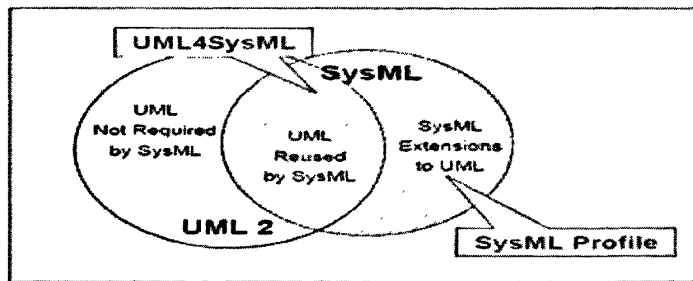 UML4SysML
SysML
UML
Not Required
by SysML
UML
Reused
by SysML
SysML
Extensions
to UML
UML 2
SysML Profile